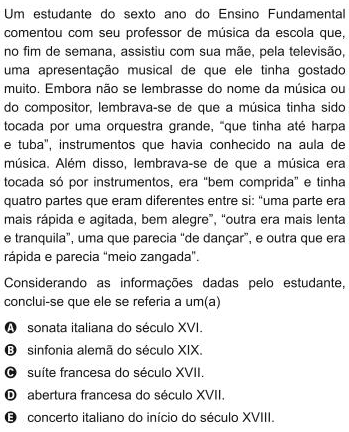 Um estudante do sexto ano do Ensino Fundamental
comentou com seu professor de música da escola que,
no fim de semana, assistiu com sua mãe, pela televisão,
uma apresentação musical de que ele tinha gostado
muito. Embora não se lembrasse do nome da música ou
do compositor, lembrava-se de que a música tinha sido
tocada por uma orquestra grande, “que tinha até harpa
e tuba”, instrumentos que havia conhecido na aula de
música. Além disso, lembrava-se de que a música era
tocada só por instrumentos, era “bem comprida” e tinha
quatro partes que eram diferentes entre si: “uma parte era
mais rápida e agitada, bem alegre”, “outra era mais lenta
e tranquila”, uma que parecia “de dançar”, e outra que era
rápida e parecia “meio zangada”.
Considerando as informações dadas pelo estudante,
conclui-se que ele se referia a um(a)
A sonata italiana do século XVI.
B sinfonia alemã do século XIX.
C suíte francesa do século XVII.
D abertura francesa do século XVII.
E concerto italiano do início do século XVIII.